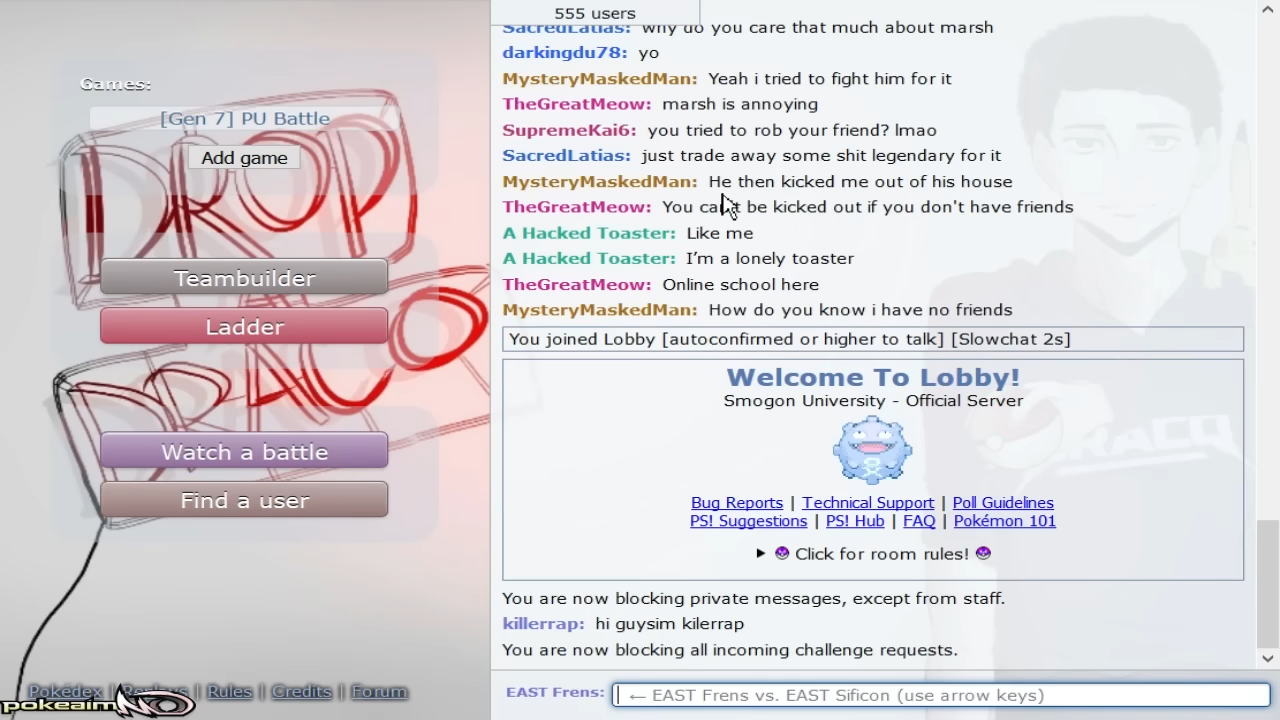 555 users
SacredLatias: why do you care that much about marsh
darkingdu78: yo
MysteryMaskedMan: Yeah i tried to fight him for it
TheGreatMeow: marsh is annoying
SupremeKai6: you tried to rob your friend? lmao
SacredLatias: just trade away some shit legendary for it
MysteryMaskedMan: He then kicked me out of his house
TheGreatMeow: You can't be kicked out if you don't have friends
A Hacked Toaster: Like me
A Hacked Toaster: I’m a lonely toaster
TheGreatMeow: Online school here
MysteryMaskedMan: How do you know i have no friends
You joined Lobby [autoconfirmed or higher to talk] [Slowchat 2s]
Welcome To Lobby!
Smogon University - Official Server
Bug Reports | Technical Support | Poll Guidelines
PS! Suggestions | PS! Hub | FAQ | Pokémon 101
Click for room rules!
You are now blocking private messages, except from staff.
killerrap: hi guysim kilerrap
You are now blocking all incoming challenge requests.
EAST Frens: ← EAST Frens vs. EAST Sificon (use arrow keys)
Games:
[Gen 7] PU Battle
Add game
DROP
DRACO
Teambuilder
Ladder
Watch a battle
Find a user
Pokédex | Replays | Rules | Credits | Forum
pokeaimMD